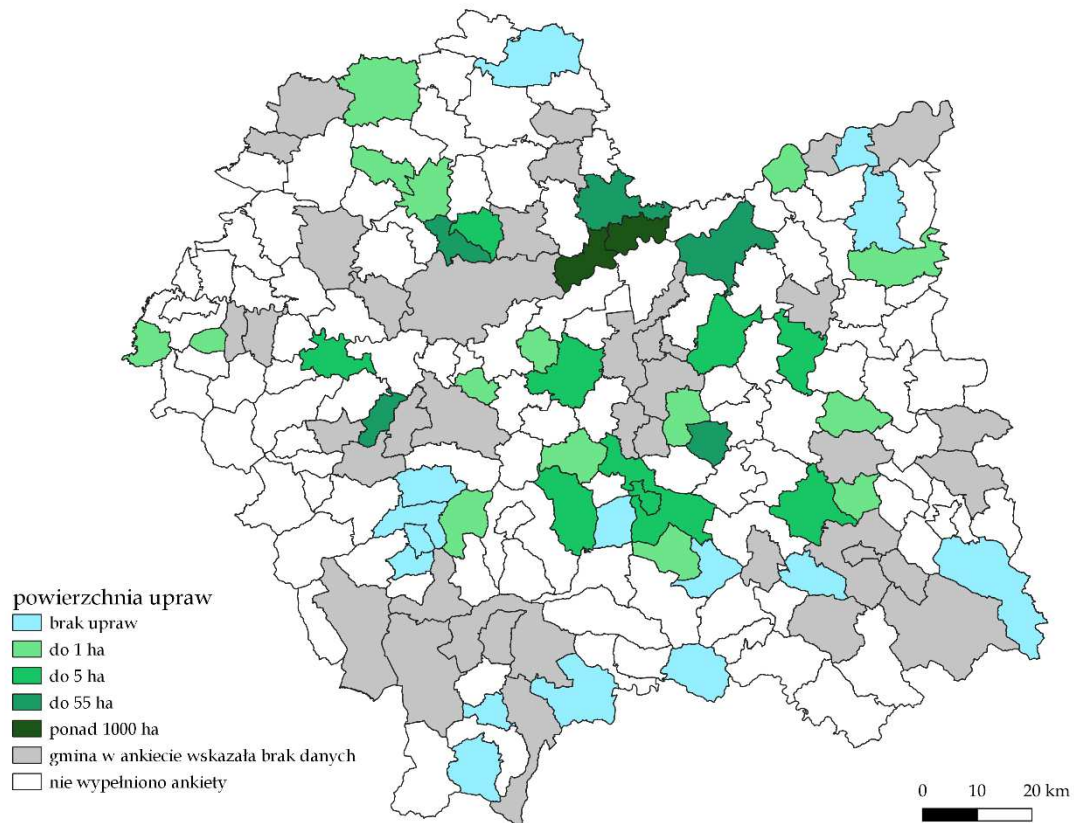 powierzchnia upraw
brak upraw
do 1 ha
do 5 ha
do 55 ha
ponad 1000 ha
gmina w ankiecie wskazała brak danych
nie wypełniono ankiety
0 10 20 km